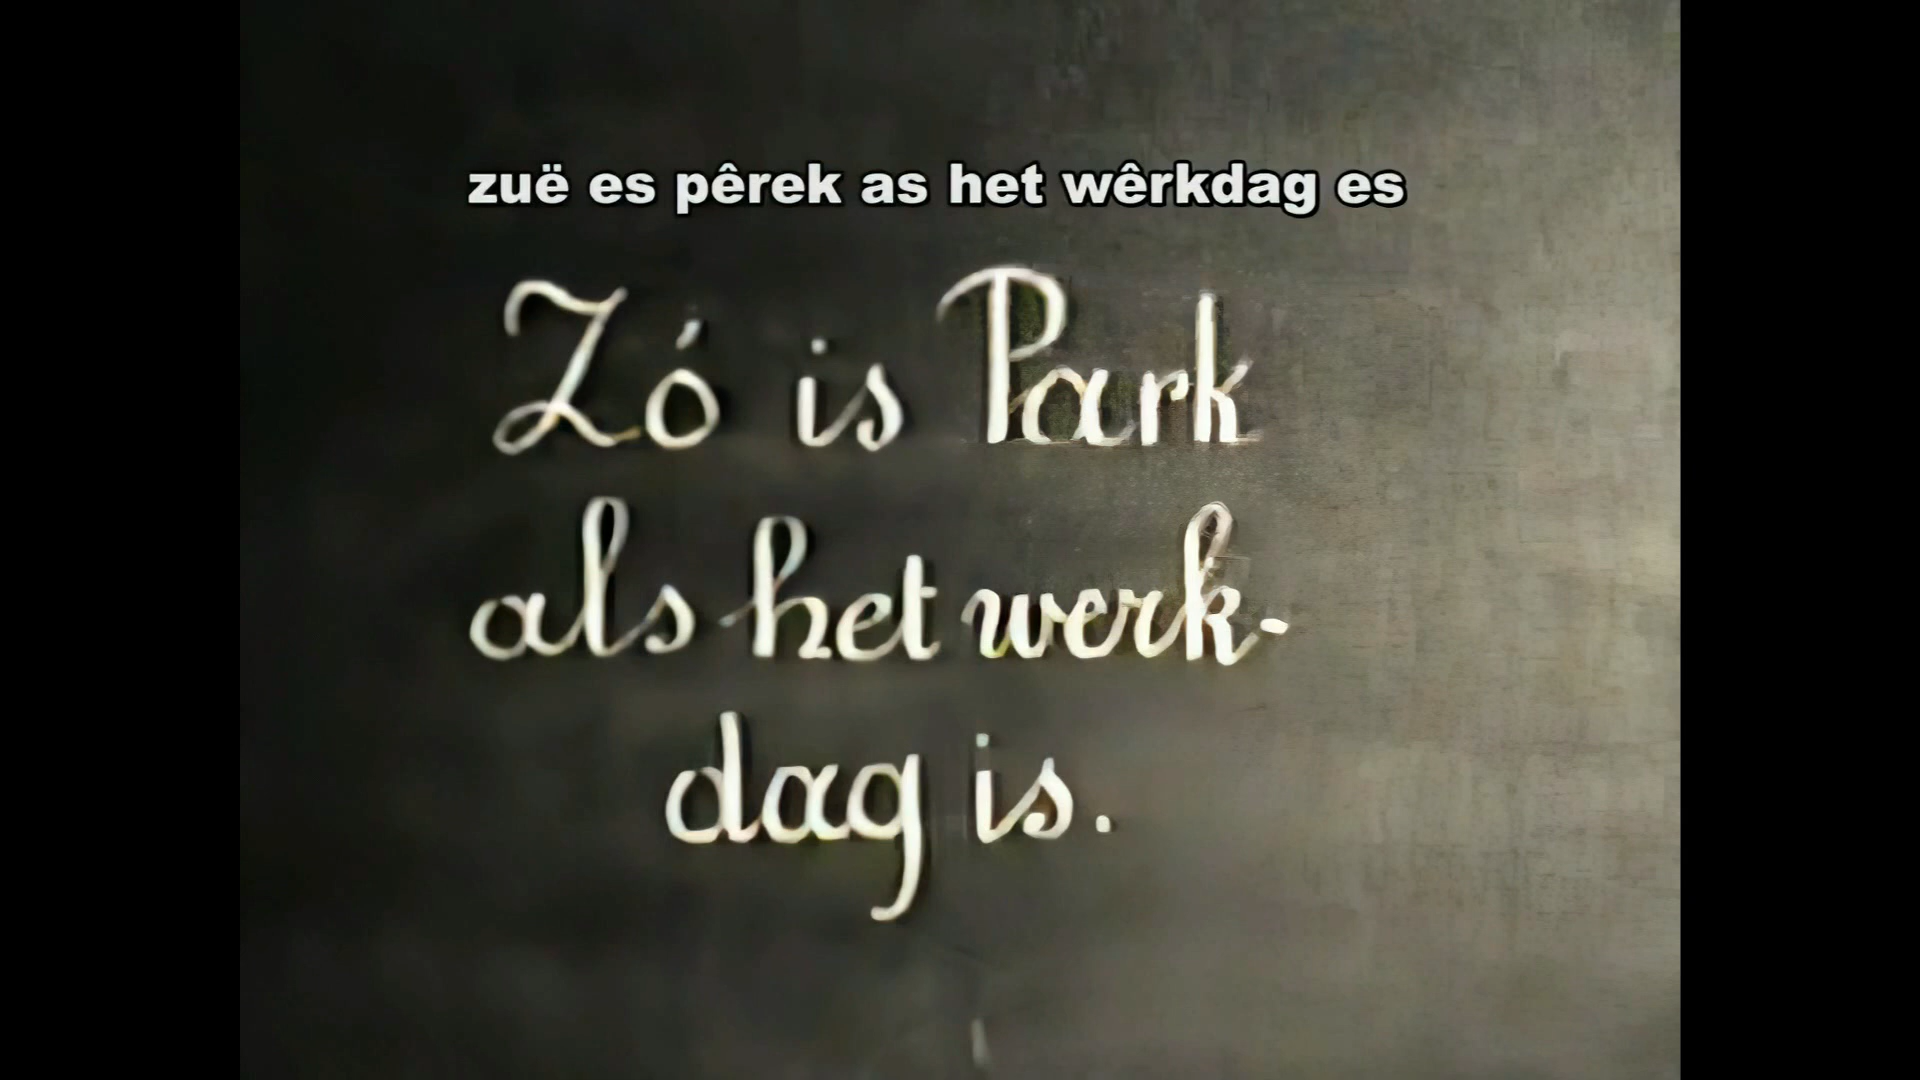 zuë es pêrek as het wêrkdag es
Zó is Park
als het werk-
dag is.